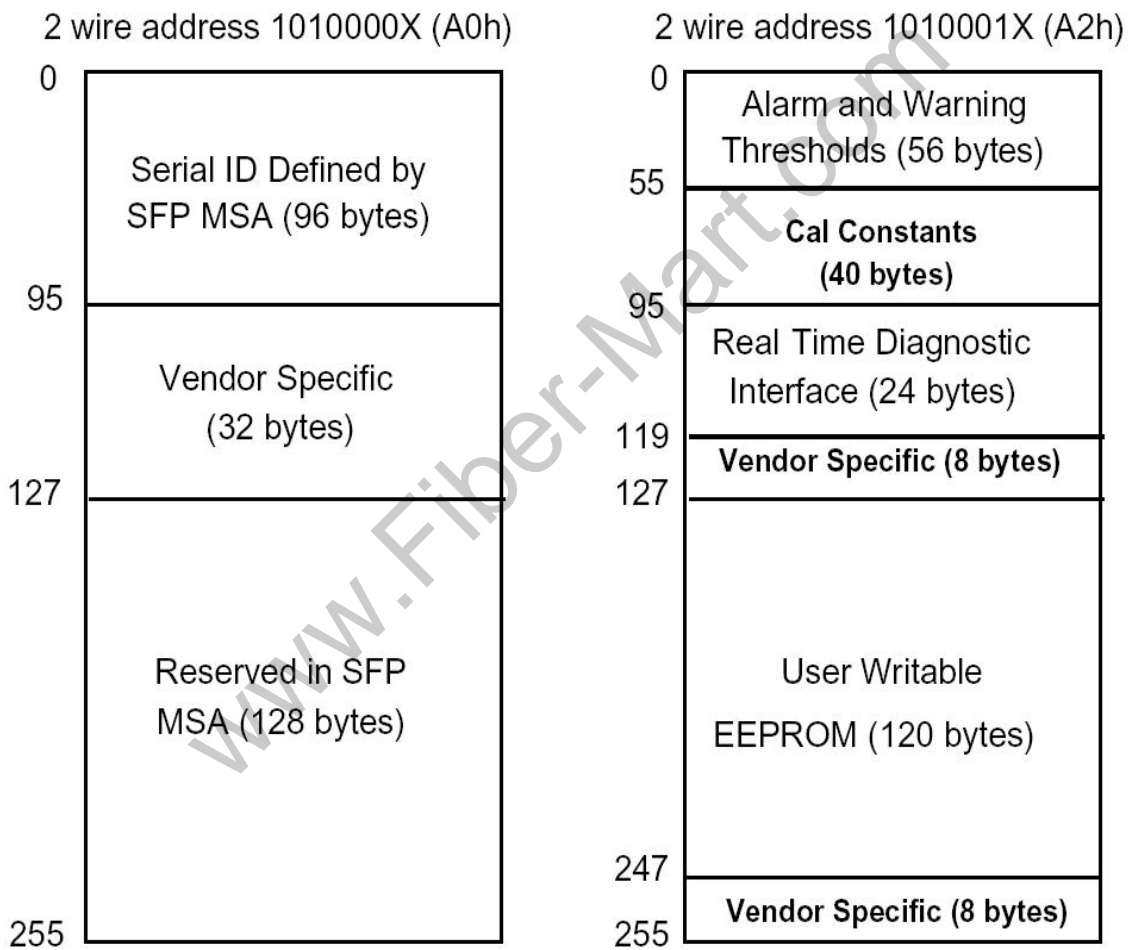 2 wire address 1010000X (A0h)
0
Serial ID Defined by
SFP MSA (96 bytes)
95
Vendor Specific
(32 bytes)
127
Reserved in SFP
MSA (128 bytes)
255
2 wire address 1010001X (A2h)
0
Alarm and Warning
Thresholds (56 bytes)
55
Cal Constants
(40 bytes)
95
Real Time Diagnostic
Interface (24 bytes)
119
Vendor Specific (8 bytes)
127
User Writable
EEPROM (120 bytes)
247
Vendor Specific (8 bytes)
255
www.Fiber-Mart.com